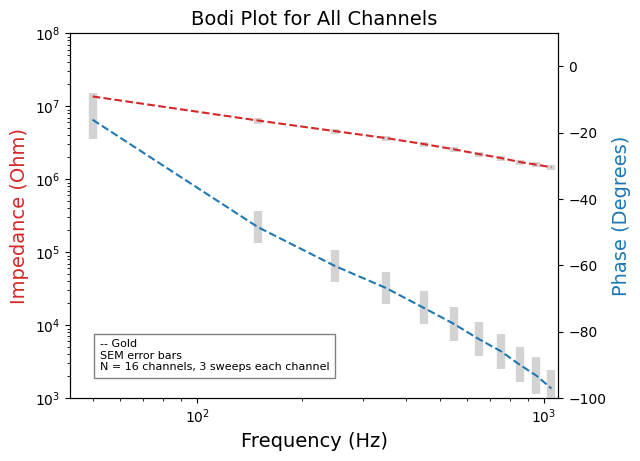 Bodi Plot for All Channels
10^8
10^7
10^6
10^5
10^4
10^3
Impedance (Ohm)
0
−20
−40
−60
−80
−100
Phase (Degrees)
-- Gold
SEM error bars
N = 16 channels, 3 sweeps each channel
10^2
10^3
Frequency (Hz)